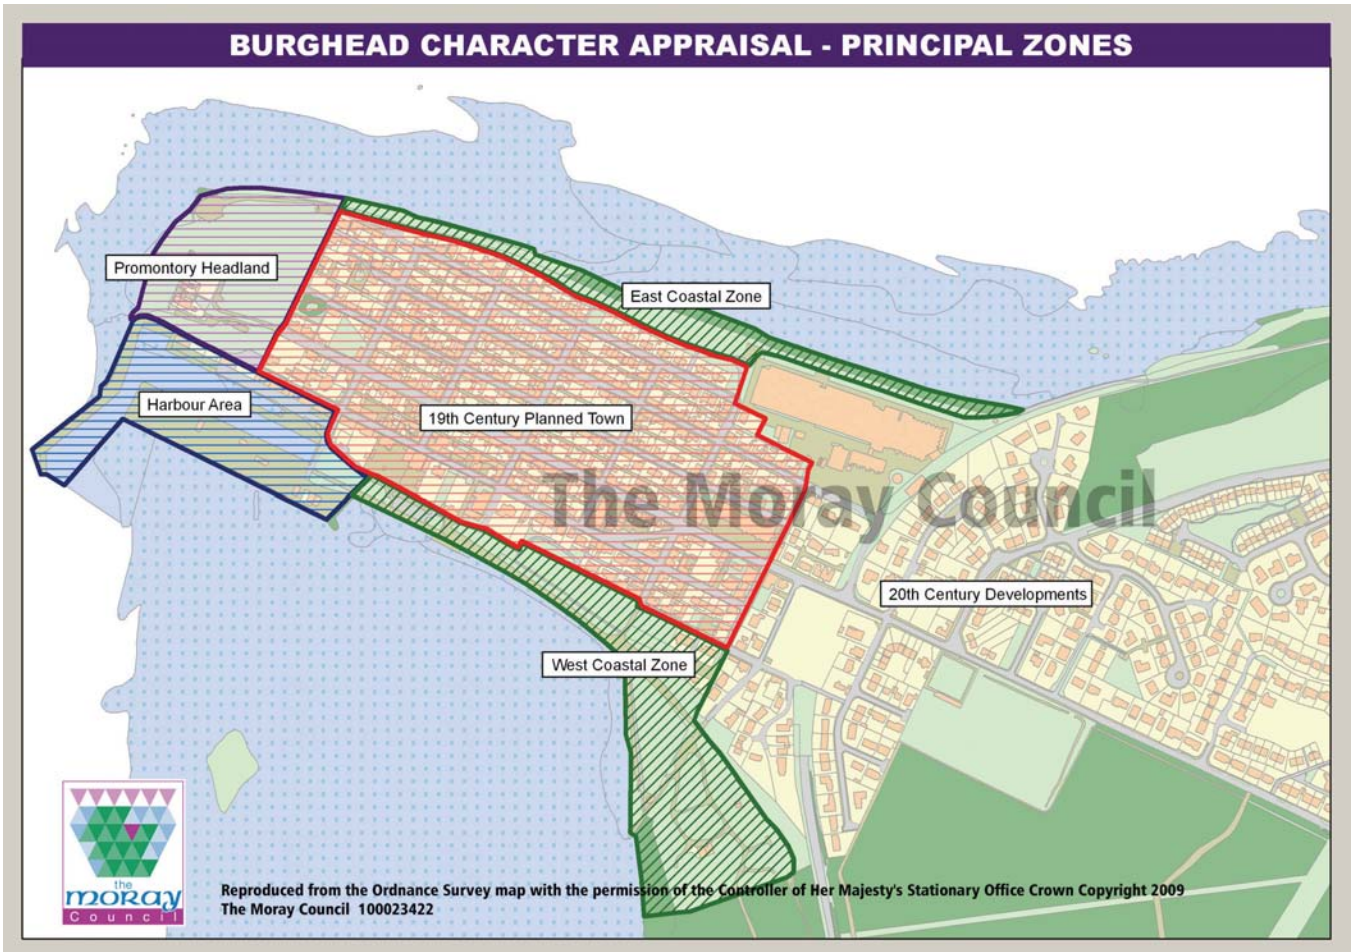 BURGHEAD CHARACTER APPRAISAL - PRINCIPAL ZONES
Promontory Headland
East Coastal Zone
Harbour Area
19th Century Planned Town
The Moray Council
20th Century Developments
West Coastal Zone
the
moray
Council
Reproduced from the Ordnance Survey map with the permission of the Controller of Her Majesty's Stationary Office Crown Copyright 2009
The Moray Council 100023422